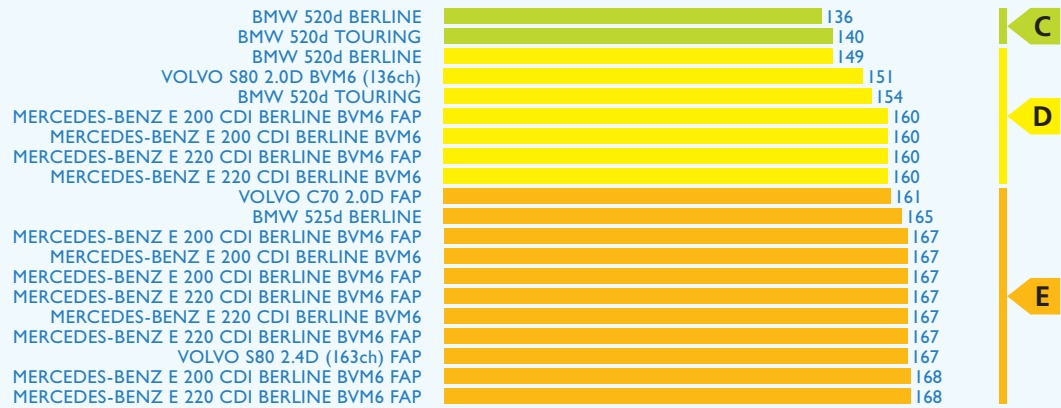 BMW 520d BERLINE 136
BMW 520d TOURING 140
C
BMW 520d BERLINE 149
VOLVO S80 2.0D BVM6 (136ch) 151
BMW 520d TOURING 154
MERCEDES-BENZ E 200 CDI BERLINE BVM6 FAP 160
D
MERCEDES-BENZ E 200 CDI BERLINE BVM6 160
MERCEDES-BENZ E 220 CDI BERLINE BVM6 FAP 160
MERCEDES-BENZ E 220 CDI BERLINE BVM6 160
VOLVO C70 2.0D FAP 161
BMW 525d BERLINE 165
MERCEDES-BENZ E 200 CDI BERLINE BVM6 FAP 167
MERCEDES-BENZ E 200 CDI BERLINE BVM6 167
MERCEDES-BENZ E 200 CDI BERLINE BVM6 FAP 167
MERCEDES-BENZ E 220 CDI BERLINE BVM6 FAP 167
E
MERCEDES-BENZ E 220 CDI BERLINE BVM6 167
MERCEDES-BENZ E 220 CDI BERLINE BVM6 FAP 167
VOLVO S80 2.4D (163ch) FAP 167
MERCEDES-BENZ E 200 CDI BERLINE BVM6 FAP 168
MERCEDES-BENZ E 220 CDI BERLINE BVM6 FAP 168